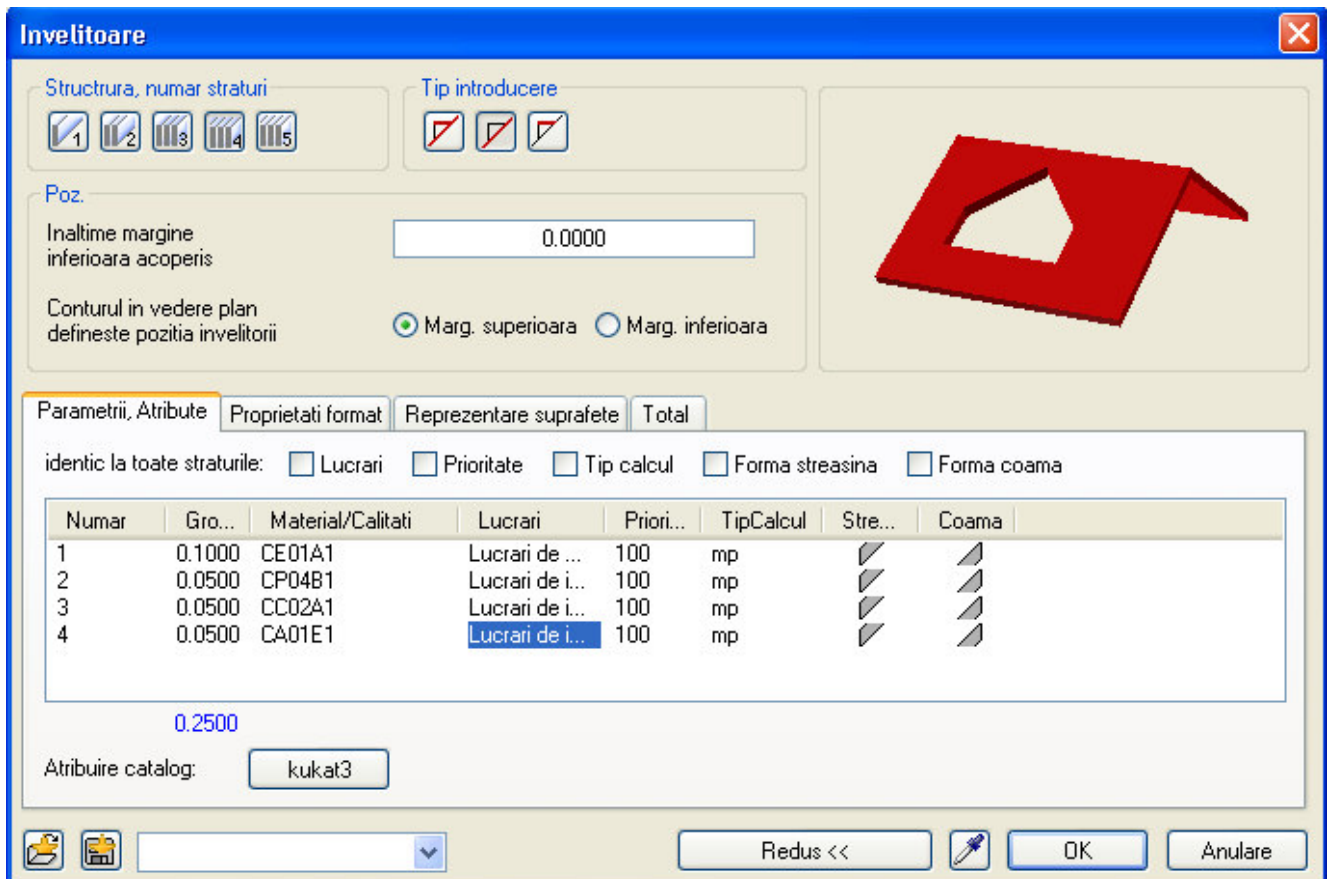 Invelitoare
Structrura, numar straturi
Tip introducere
1 2 3 4 5
Poz.
Inaltime margine
inferioara acoperis
0.0000
Conturul in vedere plan
defineste pozitia invelitorii
Marg. superioara Marg. inferioara
Parametrii, Atribute Proprietati format Reprezentare suprafete Total
identic la toate straturile: Lucrari Prioritate Tip calcul Forma streasina Forma coama
Numar Gro... Material/Calitati Lucrari Priori... TipCalcul Stre... Coama
1 0.1000 CE01A1 Lucrari de ... 100 mp
2 0.0500 CP04B1 Lucrari de i... 100 mp
3 0.0500 CC02A1 Lucrari de i... 100 mp
4 0.0500 CA01E1 Lucrari de i... 100 mp
0.2500
Atribuire catalog: kukat3
Redus << OK Anulare